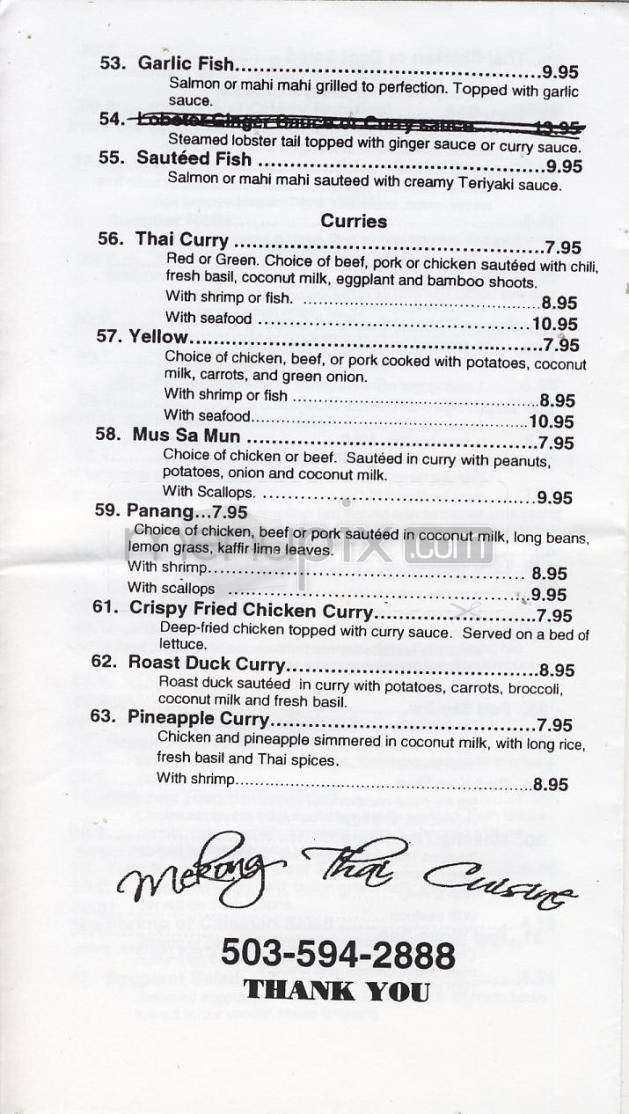 53. Garlic Fish..........................................9.95
Salmon or mahi mahi grilled to perfection. Topped with garlic
sauce.
54. Lobster Ginger Sauce or Curry sauce........ 13.95
Steamed lobster tail topped with ginger sauce or curry sauce.
55. Sautéed Fish .......................................9.95
Salmon or mahi mahi sauteed with creamy Teriyaki sauce.
Curries
56. Thai Curry ..........................................7.95
Red or Green. Choice of beef, pork or chicken sautéed with chili,
fresh basil, coconut milk, eggplant and bamboo shoots.
With shrimp or fish. ..................................8.95
With seafood .......................................10.95
57. Yellow.................................................7.95
Choice of chicken, beef, or pork cooked with potatoes, coconut
milk, carrots, and green onion.
With shrimp or fish ...................................8.95
With seafood........................................10.95
58. Mus Sa Mun ........................................7.95
Choice of chicken or beef. Sautéed in curry with peanuts,
potatoes, onion and coconut milk.
With Scallops. .......................................9.95
59. Panang...7.95
Choice of chicken, beef or pork sautéed in coconut milk, long beans,
lemon grass, kaffir lime leaves.
menupix.com
With shrimp............................................. 8.95
With scallops ..........................................9.95
61. Crispy Fried Chicken Curry........................7.95
Deep-fried chicken topped with curry sauce. Served on a bed of
lettuce.
62. Roast Duck Curry....................................8.95
Roast duck sautéed in curry with potatoes, carrots, broccoli,
coconut milk and fresh basil.
63. Pineapple Curry......................................7.95
Chicken and pineapple simmered in coconut milk, with long rice,
fresh basil and Thai spices.
With shrimp...........................................8.95
Mekong Thai Cuisine
503-594-2888
THANK YOU